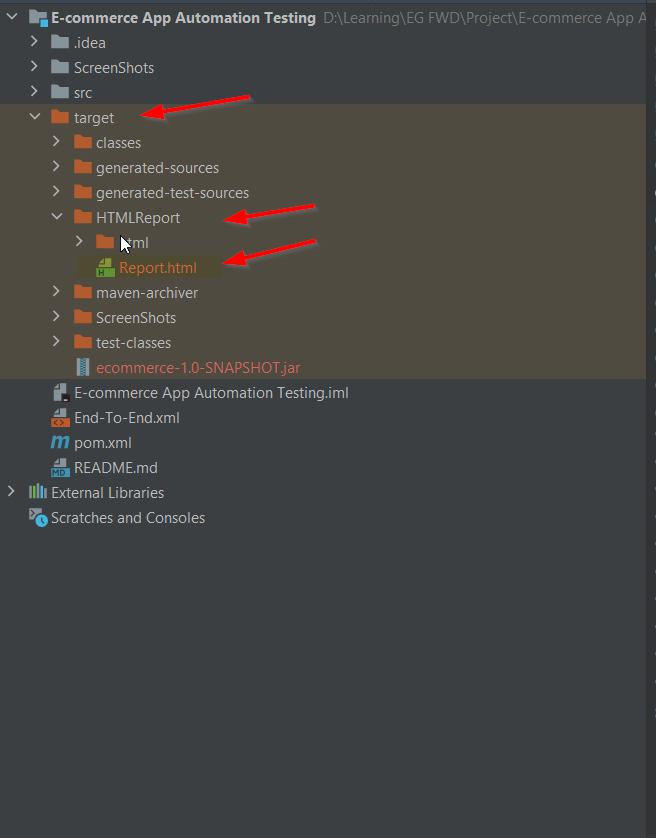 E-commerce App Automation Testing D:\Learning\EG FWD\Project\E-commerce App A
.idea
ScreenShots
src
target
classes
generated-sources
generated-test-sources
HTMLReport
tml
H Report.html
maven-archiver
ScreenShots
test-classes
ecommerce-1.0-SNAPSHOT.jar
E-commerce App Automation Testing.iml
End-To-End.xml
m pom.xml
MD README.md
External Libraries
Scratches and Consoles